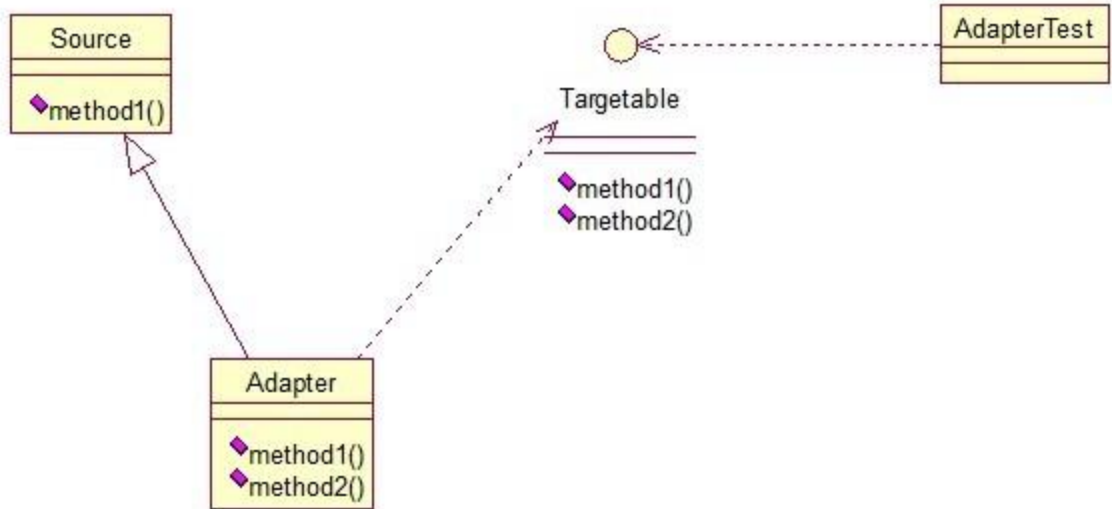 Source
method1()
Targetable
method1()
method2()
AdapterTest
Adapter
method1()
method2()